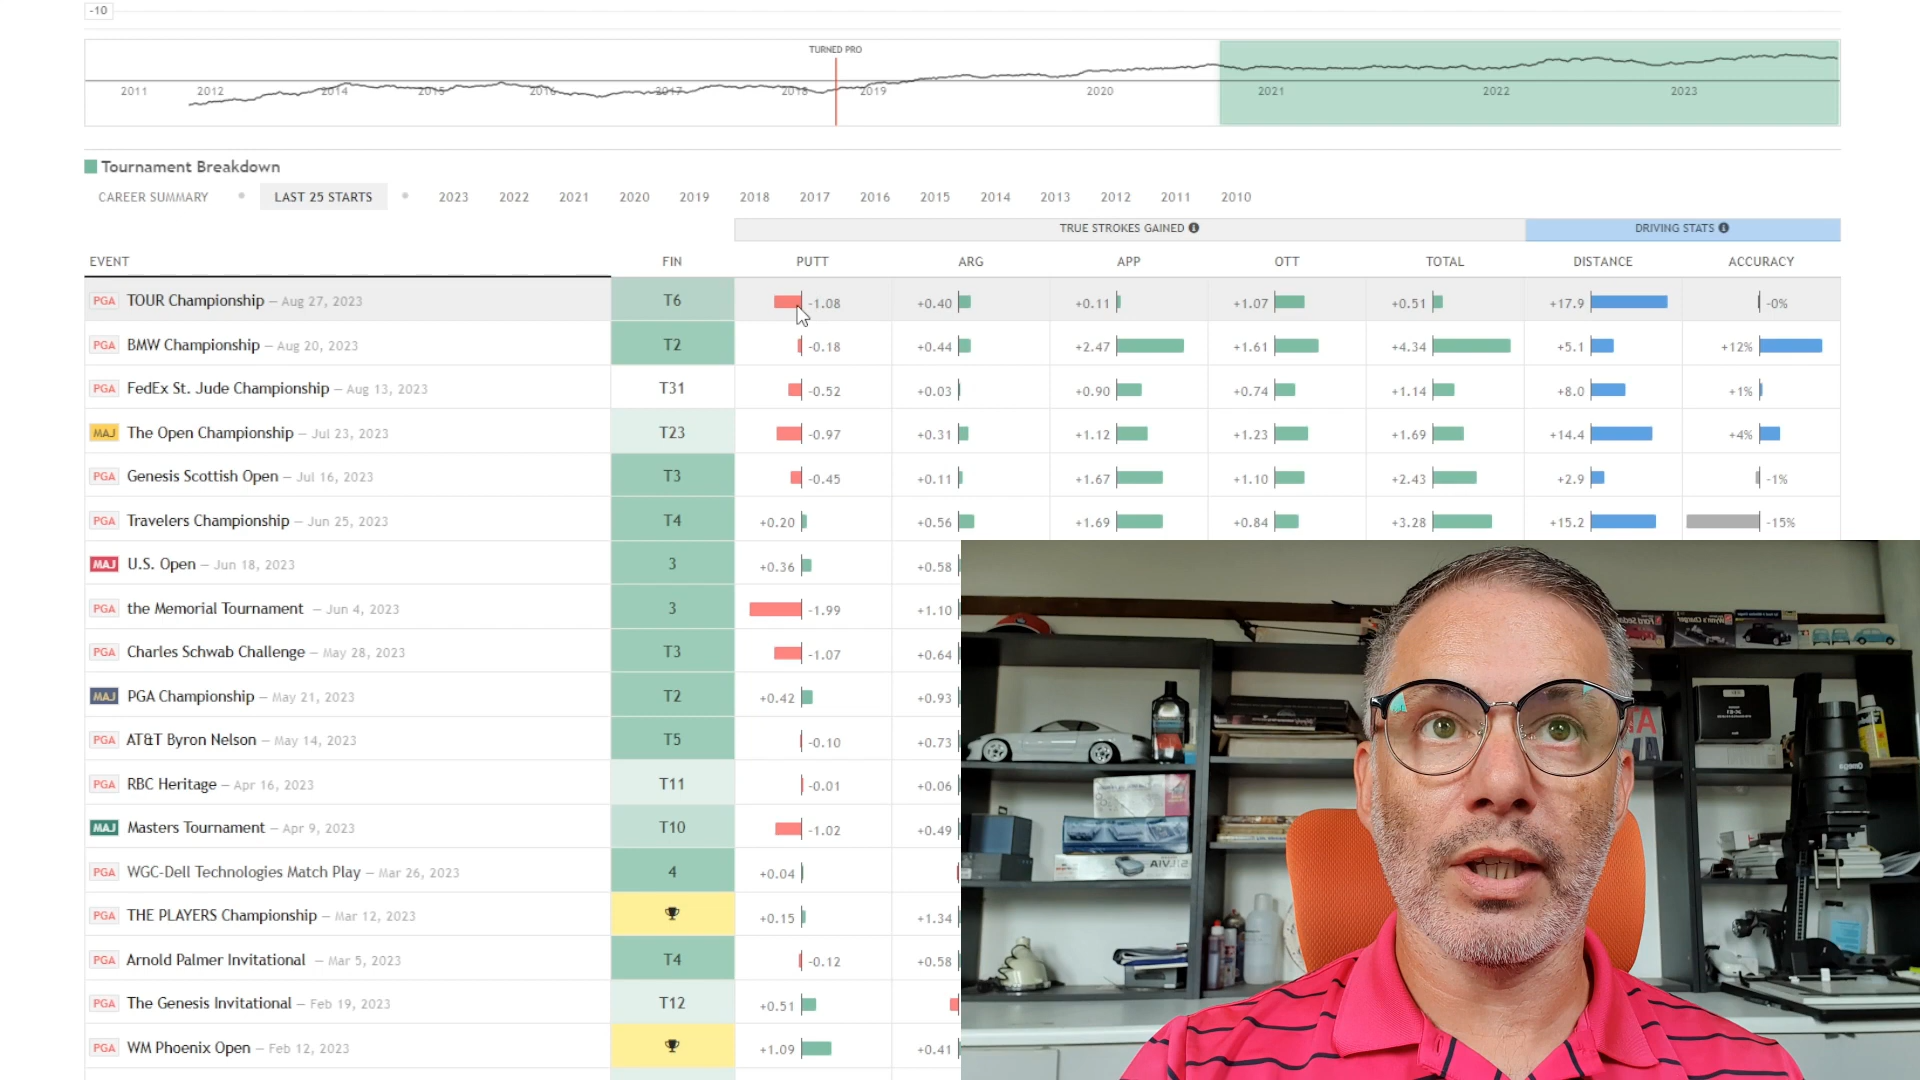 -10
TURNED PRO
2011 2012 2014 2015 2016 2017 2018 2019 2020 2021 2022 2023
Tournament Breakdown
CAREER SUMMARY • LAST 25 STARTS • 2023 2022 2021 2020 2019 2018 2017 2016 2015 2014 2013 2012 2011 2010
TRUE STROKES GAINED DRIVING STATS
EVENT FIN PUTT ARG APP OTT TOTAL DISTANCE ACCURACY
PGA TOUR Championship — Aug 27, 2023 T6 -1.08 +0.40 +0.11 +1.07 +0.51 +17.9 -0%
PGA BMW Championship — Aug 20, 2023 T2 -0.18 +0.44 +2.47 +1.61 +4.34 +5.1 +12%
PGA FedEx St. Jude Championship — Aug 13, 2023 T31 -0.52 +0.03 +0.90 +0.74 +1.14 +8.0 +1%
MAJ The Open Championship — Jul 23, 2023 T23 -0.97 +0.31 +1.12 +1.23 +1.69 +14.4 +4%
PGA Genesis Scottish Open — Jul 16, 2023 T3 -0.45 +0.11 +1.67 +1.10 +2.43 +2.9 -1%
PGA Travelers Championship — Jun 25, 2023 T4 +0.20 +0.56 +1.69 +0.84 +3.28 +15.2 -15%
MAJ U.S. Open — Jun 18, 2023 3 +0.36 +0.58
PGA the Memorial Tournament — Jun 4, 2023 3 -1.99 +1.10
PGA Charles Schwab Challenge — May 28, 2023 T3 -1.07 +0.64
MAJ PGA Championship — May 21, 2023 T2 +0.42 +0.93
PGA AT&T Byron Nelson — May 14, 2023 T5 -0.10 +0.73
PGA RBC Heritage — Apr 16, 2023 T11 -0.01 +0.06
MAJ Masters Tournament — Apr 9, 2023 T10 -1.02 +0.49
PGA WGC-Dell Technologies Match Play — Mar 26, 2023 4 +0.04
PGA THE PLAYERS Championship — Mar 12, 2023 +0.15 +1.34
PGA Arnold Palmer Invitational — Mar 5, 2023 T4 -0.12 +0.58
PGA The Genesis Invitational — Feb 19, 2023 T12 +0.51
PGA WM Phoenix Open — Feb 12, 2023 +1.09 +0.41
Omega
SILVIA